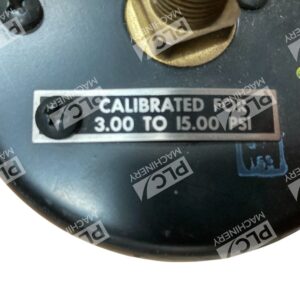 CALIBRATED FOR
3.00 TO 15.00 PSI
PLC
MACHINERY